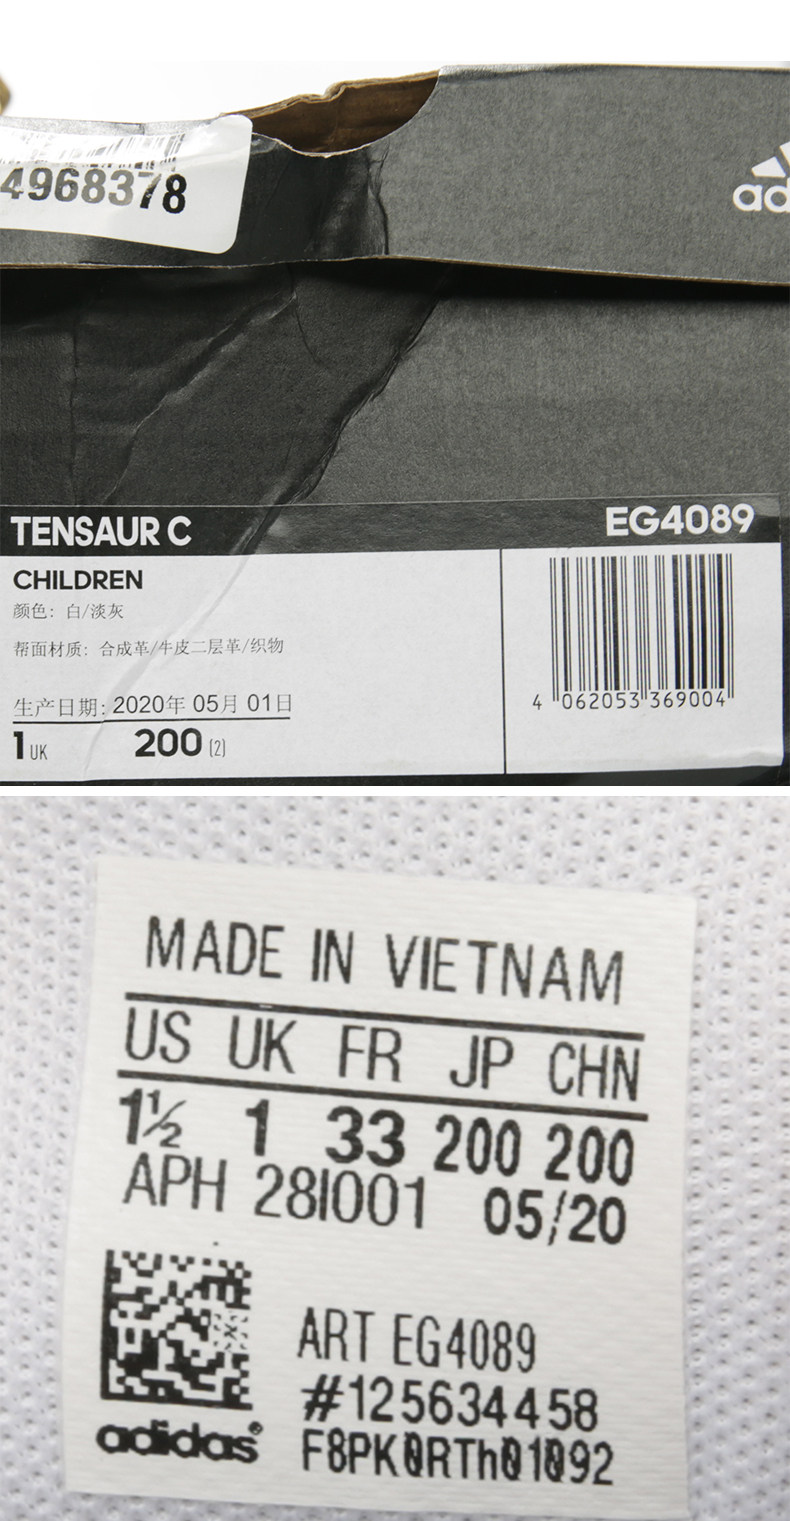 4968378
TENSAUR C
EG4089
CHILDREN
颜色: 白/淡灰
帮面材质: 合成革/牛皮二层革/织物
生产日期: 2020年 05月 01日
1 UK 200 (2)
4 062053 369004
MADE IN VIETNAM
US UK FR JP CHN
1½ 1 33 200 200
APH 28I001 05/20
ART EG4089
#125634458
F8PK0RTh01092
adidas